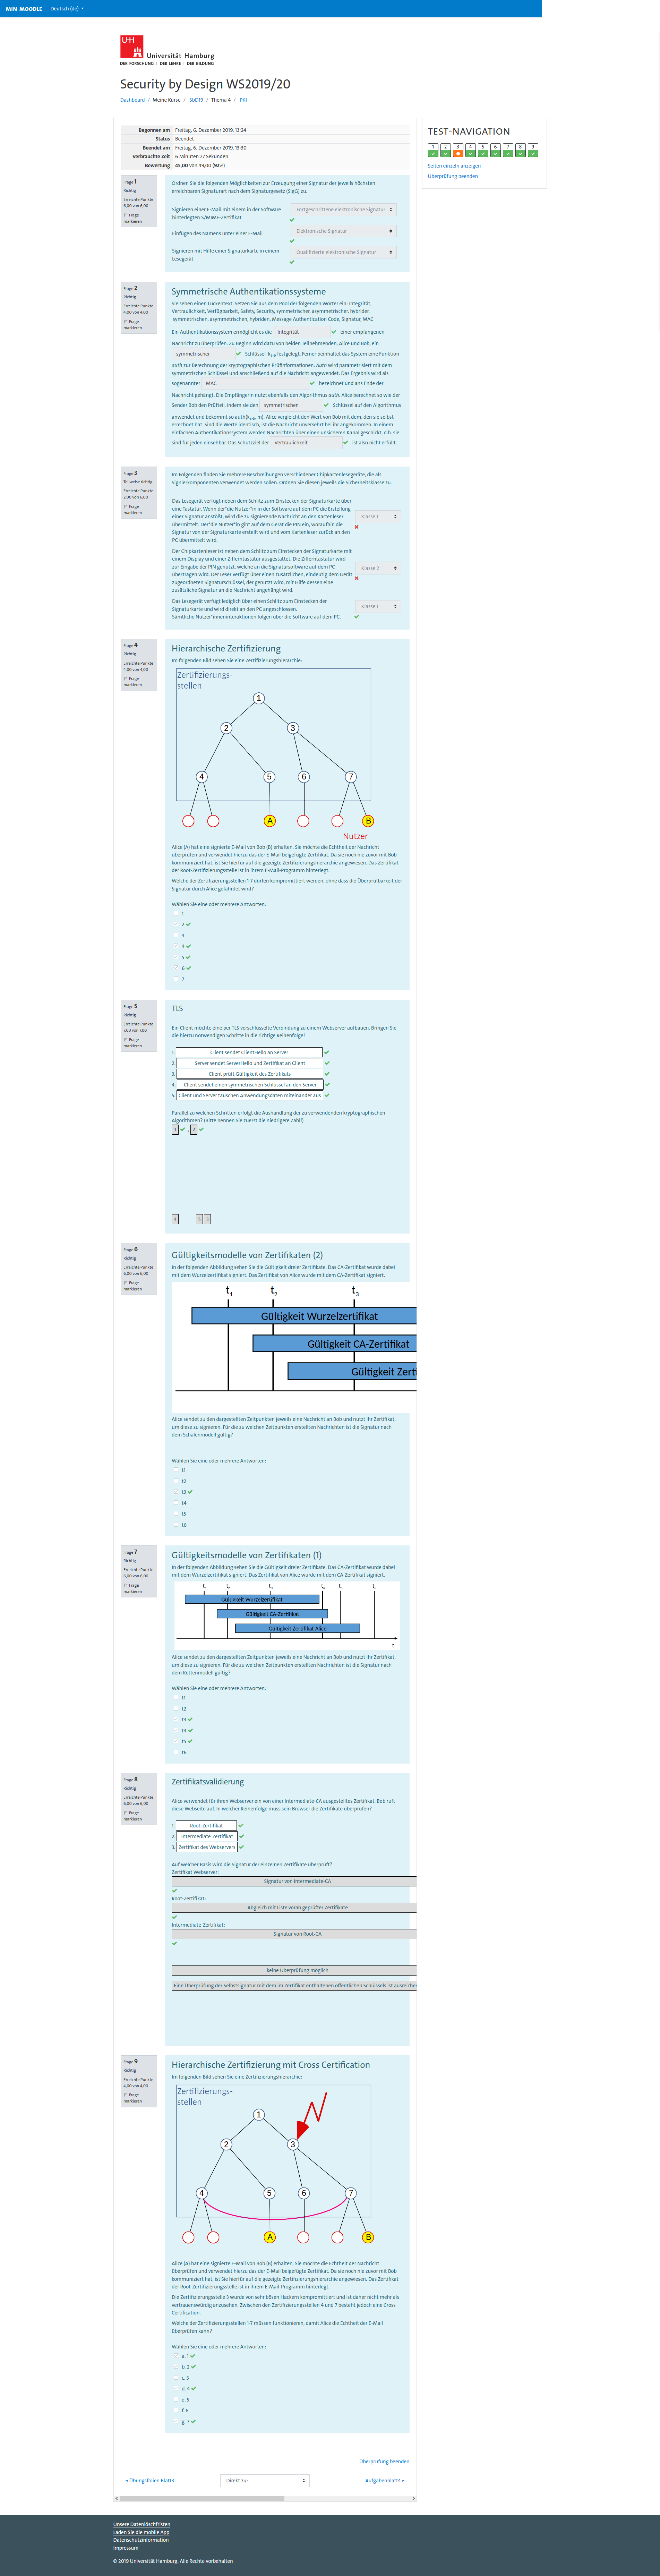 MIN-MOODLE Deutsch (de)
UH
Universität Hamburg
DER FORSCHUNG | DER LEHRE | DER BILDUNG
Security by Design WS2019/20
Dashboard / Meine Kurse / SbD19 / Thema 4 / PKI
Begonnen am Freitag, 6. Dezember 2019, 13:24
Status Beendet
Beendet am Freitag, 6. Dezember 2019, 13:30
Verbrauchte Zeit 6 Minuten 27 Sekunden
Bewertung 45,00 von 49,00 (92%)
TEST-NAVIGATION
1 2 3 4 5 6 7 8 9
Seiten einzeln anzeigen
Überprüfung beenden
Frage 1
Richtig
Erreichte Punkte
6,00 von 6,00
Frage
markieren
Ordnen Sie die folgenden Möglichkeiten zur Erzeugung einer Signatur der jeweils höchsten
erreichbaren Signaturart nach dem Signaturgesetz (SigG) zu.
Signieren einer E-Mail mit einem in der Software
hinterlegten S/MIME-Zertifikat
Fortgeschrittene elektronische Signatur
Einfügen des Namens unter einer E-Mail
Elektronische Signatur
Signieren mit Hilfe einer Signaturkarte in einem
Lesegerät
Qualifizierte elektronische Signatur
Frage 2
Richtig
Erreichte Punkte
4,00 von 4,00
Frage
markieren
Symmetrische Authentikationssysteme
Sie sehen einen Lückentext. Setzen Sie aus dem Pool der folgenden Wörter ein: Integrität,
Vertraulichkeit, Verfügbarkeit, Safety, Security, symmetrischer, asymmetrischer, hybrider,
symmetrischen, asymmetrischen, hybriden, Message Authentication Code, Signatur, MAC
Ein Authentikationssystem ermöglicht es die Integrität einer empfangenen
Nachricht zu überprüfen. Zu Beginn wird dazu von beiden Teilnehmenden, Alice und Bob, ein
symmetrischer Schlüssel kAB festgelegt. Ferner beinhaltet das System eine Funktion
auth zur Berechnung der kryptographischen Prüfinformationen. Auth wird parametrisiert mit dem
symmetrischen Schlüssel und anschließend auf die Nachricht angewendet. Das Ergebnis wird als
sogenannter MAC bezeichnet und ans Ende der
Nachricht gehängt. Die Empfängerin nutzt ebenfalls den Algorithmus auth. Alice berechnet so wie der
Sender Bob den Prüfteil, indem sie den symmetrischen Schlüssel auf den Algorithmus
anwendet und bekommt so auth(kAB, m). Alice vergleicht den Wert von Bob mit dem, den sie selbst
errechnet hat. Sind die Werte identisch, ist die Nachricht unversehrt bei ihr angekommen. In einem
einfachen Authentikationssystem werden Nachrichten über einen unsicheren Kanal geschickt, d.h. sie
sind für jeden einsehbar. Das Schutzziel der Vertraulichkeit ist also nicht erfüllt.
Frage 3
Teilweise richtig
Erreichte Punkte
2,00 von 6,00
Frage
markieren
Im Folgenden finden Sie mehrere Beschreibungen verschiedener Chipkartenlesegeräte, die als
Signierkomponenten verwendet werden sollen. Ordnen Sie diesen jeweils die Sicherheitsklasse zu.
Das Lesegerät verfügt neben dem Schlitz zum Einstecken der Signaturkarte über
eine Tastatur. Wenn der*die Nutzer*in in der Software auf dem PC die Erstellung
einer Signatur anstößt, wird die zu signierende Nachricht an den Kartenleser
übermittelt. Der*die Nutzer*in gibt auf dem Gerät die PIN ein, woraufhin die
Signatur von der Signaturkarte erstellt wird und vom Kartenleser zurück an den
PC übermittelt wird.
Klasse 1
Der Chipkartenleser ist neben dem Schlitz zum Einstecken der Signaturkarte mit
einem Display und einer Zifferntastatur ausgestattet. Die Zifferntastatur wird
zur Eingabe der PIN genutzt, welche an die Signatursoftware auf dem PC
übertragen wird. Der Leser verfügt über einen zusätzlichen, eindeutig dem Gerät
zugeordneten Signaturschlüssel, der genutzt wird, mit Hilfe dessen eine
zusätzliche Signatur an die Nachricht angehängt wird.
Klasse 2
Das Lesegerät verfügt lediglich über einen Schlitz zum Einstecken der
Signaturkarte und wird direkt an den PC angeschlossen.
Sämtliche Nutzer*inneninteraktionen folgen über die Software auf dem PC.
Klasse 1
Frage 4
Richtig
Erreichte Punkte
4,00 von 4,00
Frage
markieren
Hierarchische Zertifizierung
Im folgenden Bild sehen Sie eine Zertifizierungshierarchie:
Zertifizierungs-
stellen
1
2 3
4 5 6 7
A B
Nutzer
Alice (A) hat eine signierte E-Mail von Bob (B) erhalten. Sie möchte die Echtheit der Nachricht
überprüfen und verwendet hierzu das der E-Mail beigefügte Zertifikat. Da sie noch nie zuvor mit Bob
kommuniziert hat, ist Sie hierfür auf die gezeigte Zertifizierungshierarchie angewiesen. Das Zertifikat
der Root-Zertifizierungsstelle ist in ihrem E-Mail-Programm hinterlegt.
Welche der Zertifizierungsstellen 1-7 dürfen kompromittiert werden, ohne dass die Überprüfbarkeit der
Signatur durch Alice gefährdet wird?
Wählen Sie eine oder mehrere Antworten:
1
2
3
4
5
6
7
Frage 5
Richtig
Erreichte Punkte
7,00 von 7,00
Frage
markieren
TLS
Ein Client möchte eine per TLS verschlüsselte Verbindung zu einem Webserver aufbauen. Bringen Sie
die hierzu notwendigen Schritte in die richtige Reihenfolge!
1. Client sendet ClientHello an Server
2. Server sendet ServerHello und Zertifikat an Client
3. Client prüft Gültigkeit des Zertifikats
4. Client sendet einen symmetrischen Schlüssel an den Server
5. Client und Server tauschen Anwendungsdaten miteinander aus
Parallel zu welchen Schritten erfolgt die Aushandlung der zu verwendenden kryptographischen
Algorithmen? (Bitte nennen Sie zuerst die niedrigere Zahl!)
1 , 2
4 5 3
Frage 6
Richtig
Erreichte Punkte
6,00 von 6,00
Frage
markieren
Gültigkeitsmodelle von Zertifikaten (2)
In der folgenden Abbildung sehen Sie die Gültigkeit dreier Zertifikate. Das CA-Zertifikat wurde dabei
mit dem Wurzelzertifikat signiert. Das Zertifikat von Alice wurde mit dem CA-Zertifikat signiert.
t1 t2 t3
Gültigkeit Wurzelzertifikat
Gültigkeit CA-Zertifikat
Gültigkeit Zerti
Alice sendet zu den dargestellten Zeitpunkten jeweils eine Nachricht an Bob und nutzt ihr Zertifikat,
um diese zu signieren. Für die zu welchen Zeitpunkten erstellten Nachrichten ist die Signatur nach
dem Schalenmodell gültig?
Wählen Sie eine oder mehrere Antworten:
t1
t2
t3
t4
t5
t6
Frage 7
Richtig
Erreichte Punkte
6,00 von 6,00
Frage
markieren
Gültigkeitsmodelle von Zertifikaten (1)
In der folgenden Abbildung sehen Sie die Gültigkeit dreier Zertifikate. Das CA-Zertifikat wurde dabei
mit dem Wurzelzertifikat signiert. Das Zertifikat von Alice wurde mit dem CA-Zertifikat signiert.
Gültigkeit Wurzelzertifikat
Gültigkeit CA-Zertifikat
Gültigkeit Zertifikat Alice
t
Alice sendet zu den dargestellten Zeitpunkten jeweils eine Nachricht an Bob und nutzt ihr Zertifikat,
um diese zu signieren. Für die zu welchen Zeitpunkten erstellten Nachrichten ist die Signatur nach
dem Kettenmodell gültig?
Wählen Sie eine oder mehrere Antworten:
t1
t2
t3
t4
t5
t6
Frage 8
Richtig
Erreichte Punkte
6,00 von 6,00
Frage
markieren
Zertifikatsvalidierung
Alice verwendet für ihren Webserver ein von einer Intermediate-CA ausgestelltes Zertifikat. Bob ruft
diese Webseite auf. In welcher Reihenfolge muss sein Browser die Zertifikate überprüfen?
1. Root-Zertifikat
2. Intermediate-Zertifikat
3. Zertifikat des Webservers
Auf welcher Basis wird die Signatur der einzelnen Zertifikate überprüft?
Zertifikat Webserver:
Signatur von Intermediate-CA
Root-Zertifikat:
Abgleich mit Liste vorab geprüfter Zertifikate
Intermediate-Zertifikat:
Signatur von Root-CA
keine Überprüfung möglich
Eine Überprüfung der Selbstsignatur mit dem im Zertifikat enthaltenen öffentlichen Schlüssels ist ausreichend
Frage 9
Richtig
Erreichte Punkte
4,00 von 4,00
Frage
markieren
Hierarchische Zertifizierung mit Cross Certification
Im folgenden Bild sehen Sie eine Zertifizierungshierarchie:
Zertifizierungs-
stellen
1
2 3
4 5 6 7
A B
Alice (A) hat eine signierte E-Mail von Bob (B) erhalten. Sie möchte die Echtheit der Nachricht
überprüfen und verwendet hierzu das der E-Mail beigefügte Zertifikat. Da sie noch nie zuvor mit Bob
kommuniziert hat, ist Sie hierfür auf die gezeigte Zertifizierungshierarchie angewiesen. Das Zertifikat
der Root-Zertifizierungsstelle ist in ihrem E-Mail-Programm hinterlegt.
Die Zertifizierungsstelle 3 wurde von sehr bösen Hackern kompromittiert und ist daher nicht mehr als
vertrauenswürdig anzusehen. Zwischen den Zertifizierungsstellen 4 und 7 besteht jedoch eine Cross
Certification.
Welche der Zertifizierungsstellen 1-7 müssen funktionieren, damit Alice die Echtheit der E-Mail
überprüfen kann?
Wählen Sie eine oder mehrere Antworten:
a. 1
b. 2
c. 3
d. 4
e. 5
f. 6
g. 7
Überprüfung beenden
Übungsfolien Blatt3
Direkt zu:
Aufgabenblatt4
Unsere Datenlöschfristen
Laden Sie die mobile App
Datenschutzinformation
Impressum
© 2019 Universität Hamburg, Alle Rechte vorbehalten